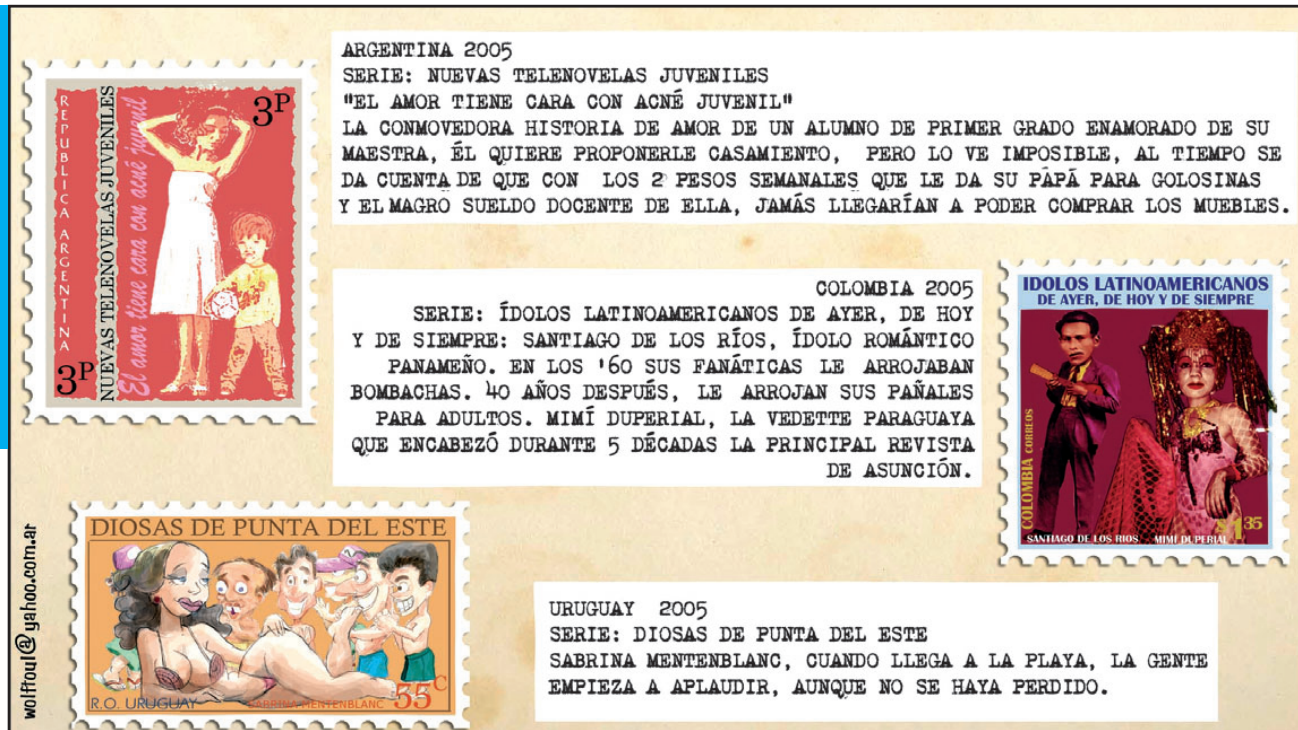 REPUBLICA ARGENTINA
NUEVAS TELENOVELAS JUVENILES
El amor tiene cara con acné juvenil
3P
3P
ARGENTINA 2005
SERIE: NUEVAS TELENOVELAS JUVENILES
"EL AMOR TIENE CARA CON ACNÉ JUVENIL"
LA CONMOVEDORA HISTORIA DE AMOR DE UN ALUMNO DE PRIMER GRADO ENAMORADO DE SU
MAESTRA, ÉL QUIERE PROPONERLE CASAMIENTO, PERO LO VE IMPOSIBLE, AL TIEMPO SE
DA CUENTA DE QUE CON LOS 2 PESOS SEMANALES QUE LE DA SU PÁPÁ PARA GOLOSINAS
Y EL MAGRO SUELDO DOCENTE DE ELLA, JAMÁS LLEGARÍAN A PODER COMPRAR LOS MUEBLES.
COLOMBIA 2005
SERIE: ÍDOLOS LATINOAMERICANOS DE AYER, DE HOY
Y DE SIEMPRE: SANTIAGO DE LOS RÍOS, ÍDOLO ROMÁNTICO
PANAMEÑO. EN LOS '60 SUS FANÁTICAS LE ARROJABAN
BOMBACHAS. 40 AÑOS DESPUÉS, LE ARROJAN SUS PAÑALES
PARA ADULTOS. MIMÍ DUPERIAL, LA VEDETTE PARAGUAYA
QUE ENCABEZÓ DURANTE 5 DÉCADAS LA PRINCIPAL REVISTA
DE ASUNCIÓN.
IDOLOS LATINOAMERICANOS
DE AYER, DE HOY Y DE SIEMPRE
COLOMBIA CORREOS
$1.35
SANTIAGO DE LOS RIOS MIMÍ DUPERIAL
wolffraul@yahoo.com.ar
DIOSAS DE PUNTA DEL ESTE
R.O. URUGUAY SABRINA MENTENBLANC 55c
URUGUAY 2005
SERIE: DIOSAS DE PUNTA DEL ESTE
SABRINA MENTENBLANC, CUANDO LLEGA A LA PLAYA, LA GENTE
EMPIEZA A APLAUDIR, AUNQUE NO SE HAYA PERDIDO.